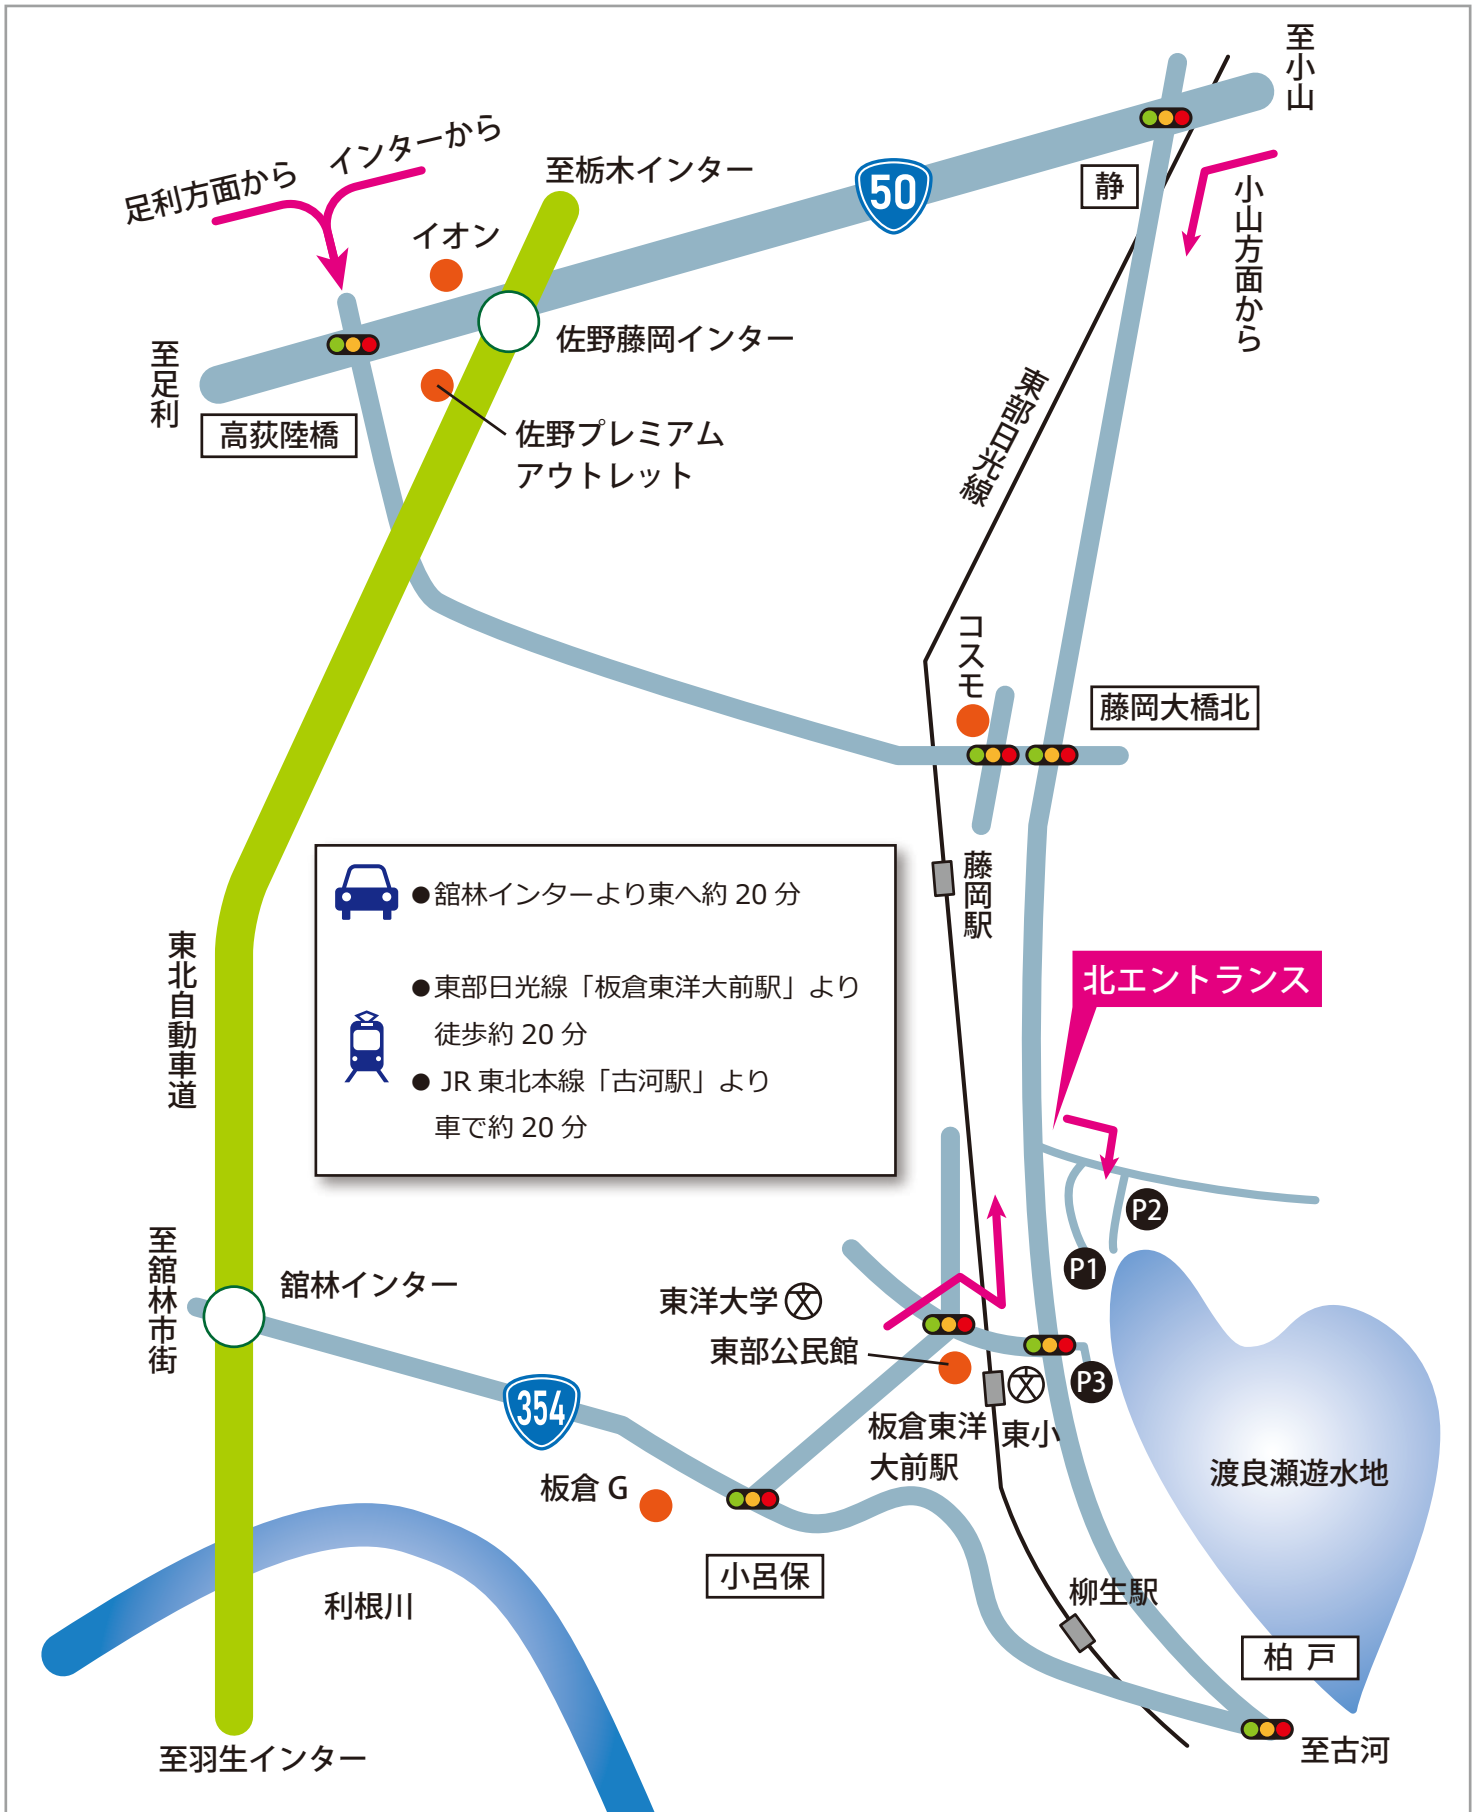 至小山
インターから
足利方面から
至栃木インター
50
静
小山方面から
イオン
佐野藤岡インター
至足利
高荻陸橋
佐野プレミアム
アウトレット
東部日光線
コスモ
藤岡大橋北
藤岡駅
●舘林インターより東へ約 20 分
●東部日光線「板倉東洋大前駅」より
徒歩約 20 分
● JR 東北本線「古河駅」より
車で約 20 分
東北自動車道
北エントランス
P2
P1
至舘林市街
舘林インター
東洋大学
文
東部公民館
P3
文
354
板倉東洋
大前駅
東小
板倉 G
渡良瀬遊水地
小呂保
利根川
柳生駅
柏 戸
至羽生インター
至古河